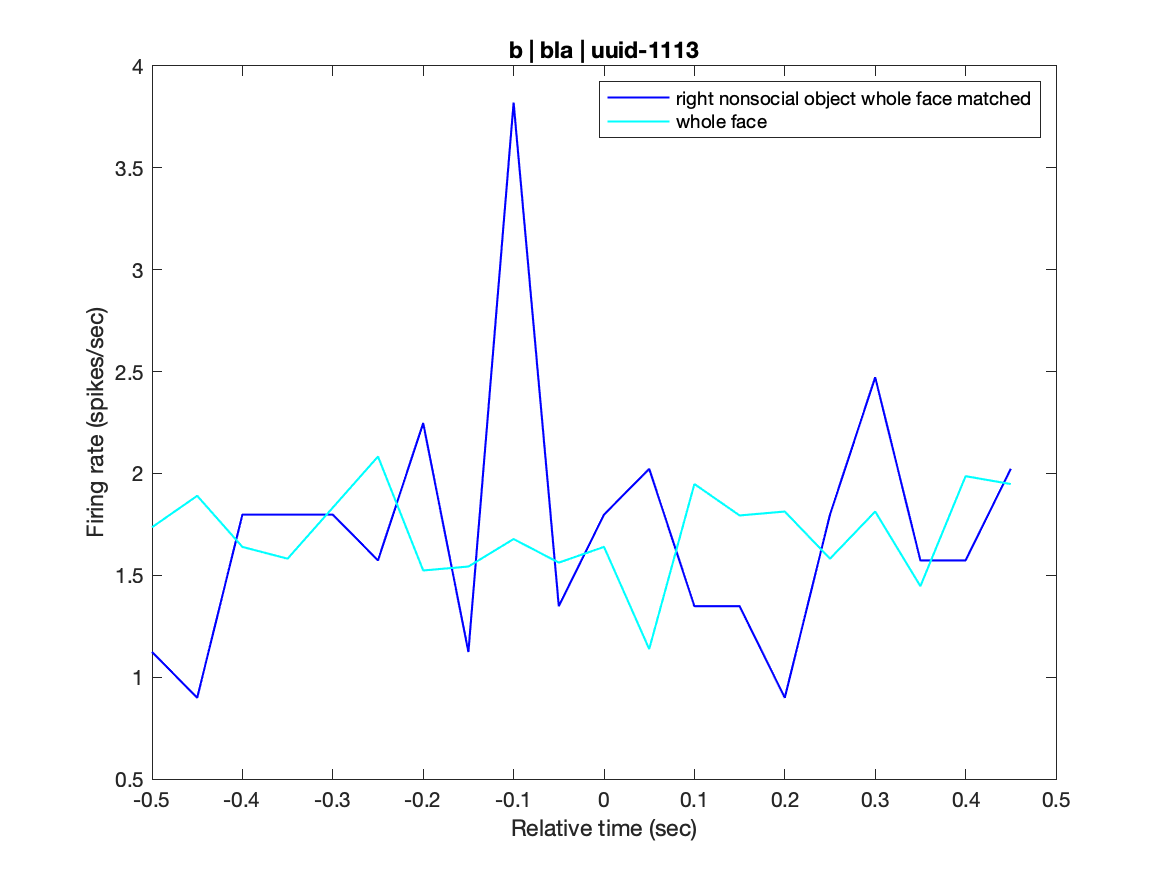 b | bla | uuid-1113
right nonsocial object whole face matched
whole face
4
3.5
3
2.5
2
1.5
1
0.5
Firing rate (spikes/sec)
-0.5 -0.4 -0.3 -0.2 -0.1 0 0.1 0.2 0.3 0.4 0.5
Relative time (sec)